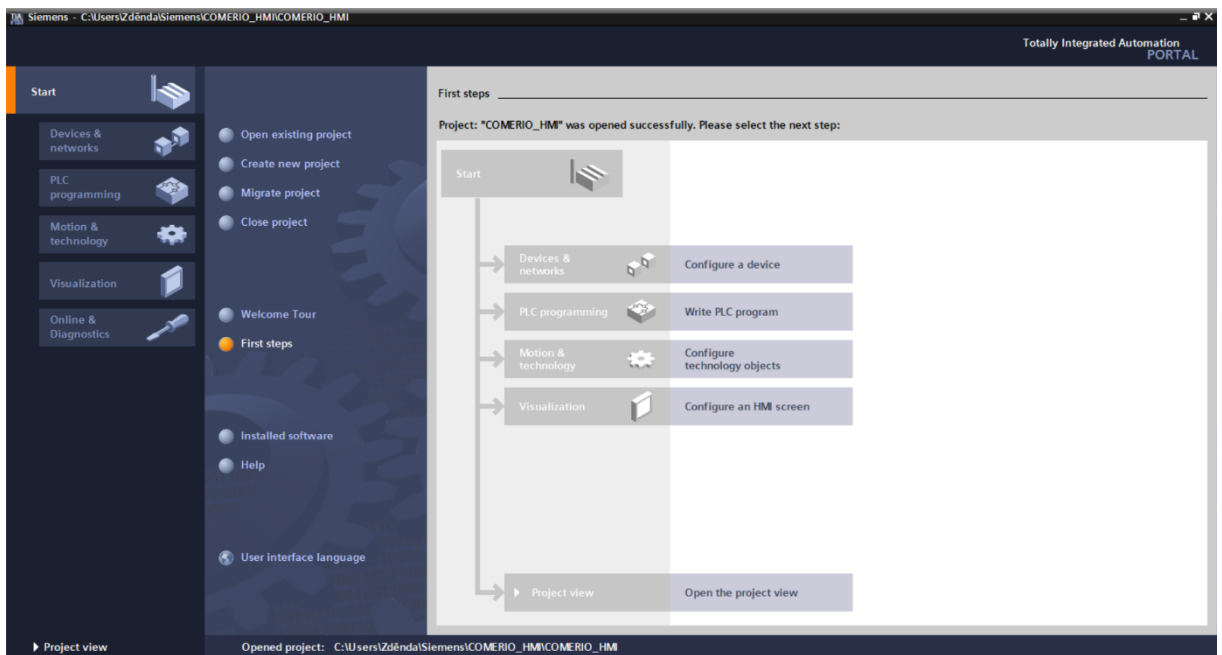 Siemens - C:\Users\Zděnda\Siemens\COMERIO_HMI\COMERIO_HMI
Totally Integrated Automation
PORTAL
Start
Devices &
networks
PLC
programming
Motion &
technology
Visualization
Online &
Diagnostics
Open existing project
Create new project
Migrate project
Close project
Welcome Tour
First steps
Installed software
Help
User interface language
First steps
Project: "COMERIO_HMI" was opened successfully. Please select the next step:
Start
Devices &
networks
Configure a device
PLC programming
Write PLC program
Motion &
technology
Configure
technology objects
Visualization
Configure an HMI screen
Project view
Open the project view
Project view
Opened project: C:\Users\Zděnda\Siemens\COMERIO_HMI\COMERIO_HMI